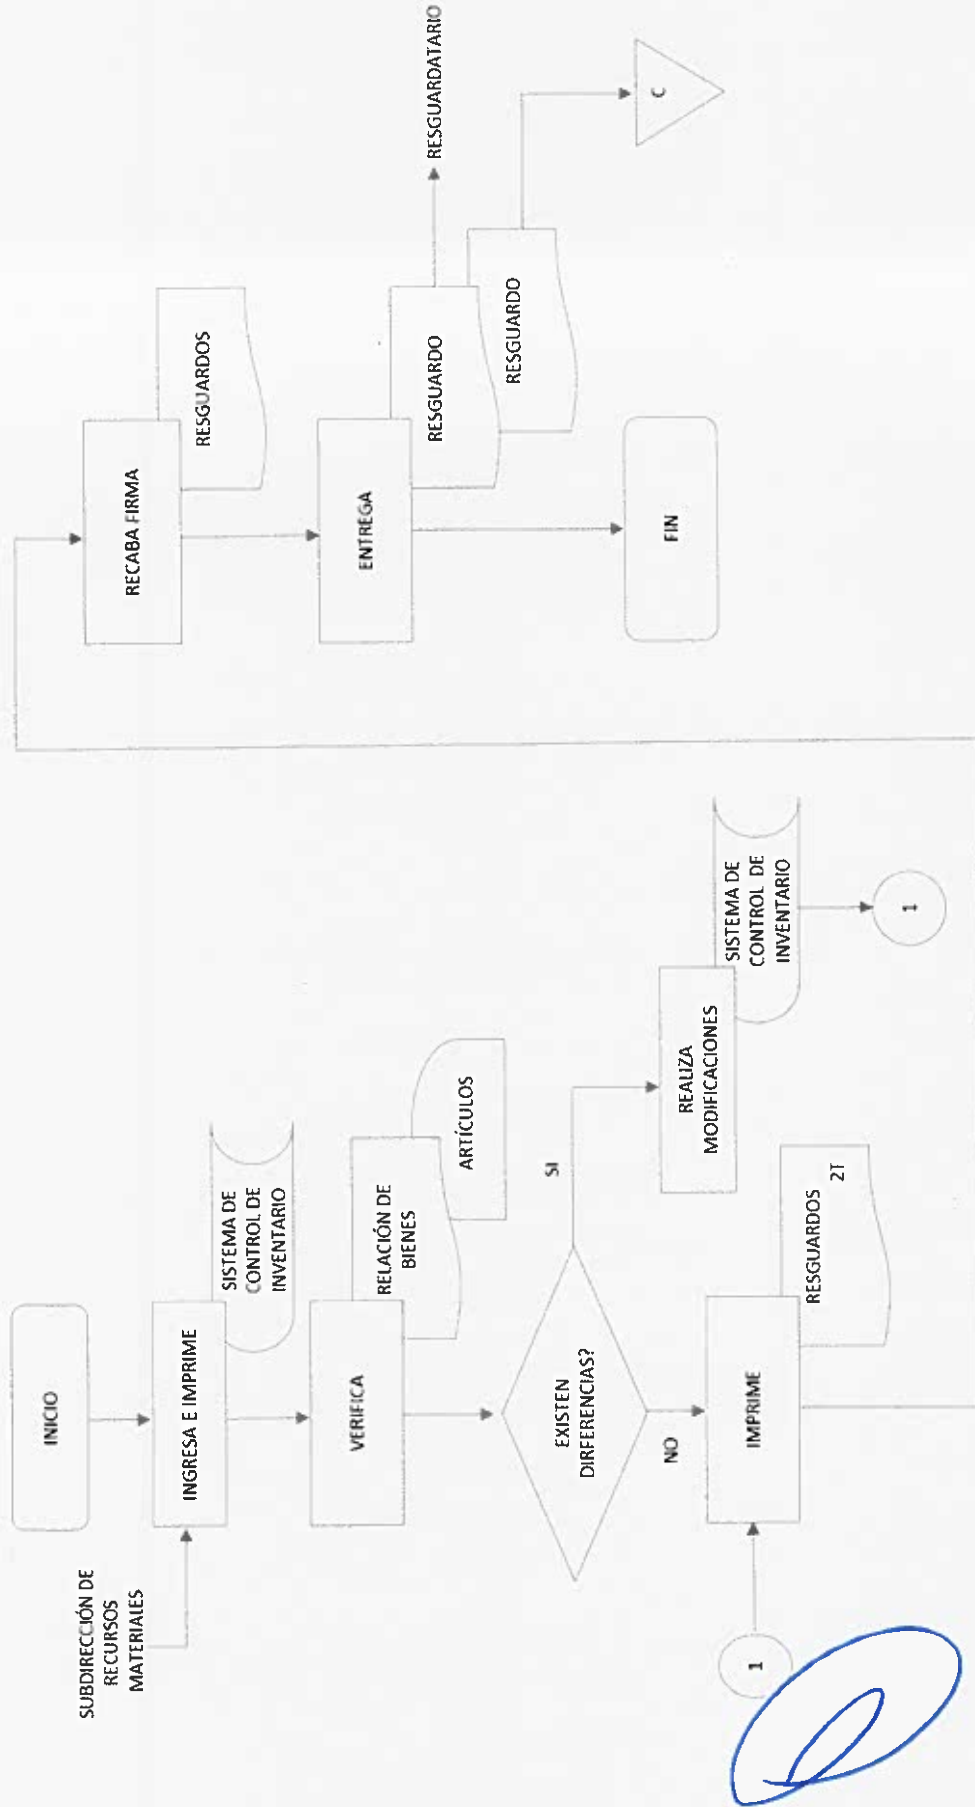 INICIO
SUBDIRECCIÓN DE
RECURSOS
MATERIALES
INGRESA E IMPRIME
SISTEMA DE
CONTROL DE
INVENTARIO
VERIFICA
RELACIÓN DE
BIENES
ARTÍCULOS
EXISTEN
DIRFERENCIAS?
SI
NO
REALIZA
MODIFICACIONES
SISTEMA DE
CONTROL DE
INVENTARIO
1
1
IMPRIME
RESGUARDOS
2T
RECABA FIRMA
RESGUARDOS
ENTREGA
RESGUARDO
RESGUARDATARIO
RESGUARDO
C
FIN